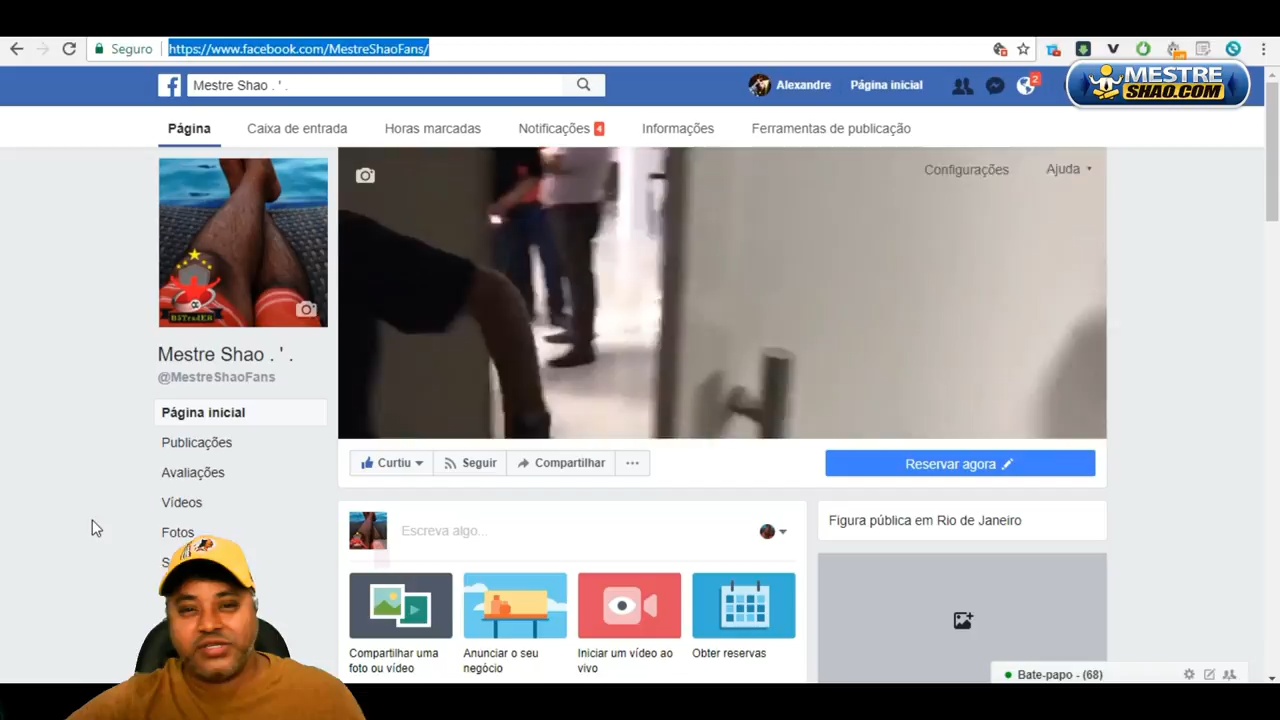 Seguro
https://www.facebook.com/MestreShaoFans/
MESTRE
SHAO.COM
Mestre Shao . ' .
Alexandre
Página inicial
2
Página
Caixa de entrada
Horas marcadas
Notificações 4
Informações
Ferramentas de publicação
Configurações
Ajuda
Mestre Shao . ' .
@MestreShaoFans
Página inicial
Publicações
Avaliações
Vídeos
Fotos
Curtiu
Seguir
Compartilhar
Reservar agora
Escreva algo...
Figura pública em Rio de Janeiro
Compartilhar uma
foto ou vídeo
Anunciar o seu
negócio
Iniciar um vídeo ao
vivo
Obter reservas
Bate-papo - (68)